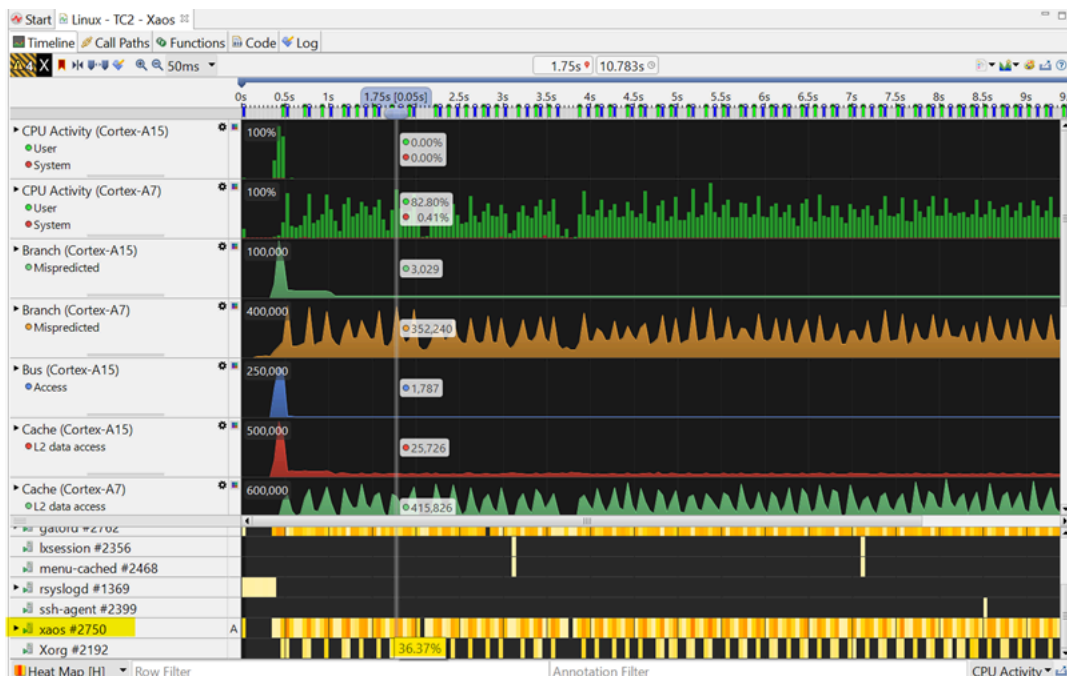 Start Linux - TC2 - Xaos
Timeline Call Paths Functions Code Log
4 X 50ms 1.75s 10.783s
0s 0.5s 1s 1.75s [0.05s] 2.5s 3s 3.5s 4s 4.5s 5s 5.5s 6s 6.5s 7s 7.5s 8s 8.5s 9s 9.
CPU Activity (Cortex-A15)
User
System
100%
0.00%
0.00%
CPU Activity (Cortex-A7)
User
System
100%
82.80%
0.41%
Branch (Cortex-A15)
Mispredicted
100,000
3,029
Branch (Cortex-A7)
Mispredicted
400,000
352,240
Bus (Cortex-A15)
Access
250,000
1,787
Cache (Cortex-A15)
L2 data access
500,000
25,726
Cache (Cortex-A7)
L2 data access
600,000
415,826
gatord #2762
lxsession #2356
menu-cached #2468
rsyslogd #1369
ssh-agent #2399
xaos #2750 A
Xorg #2192 36.37%
Heat Map [H] Row Filter Annotation Filter CPU Activity